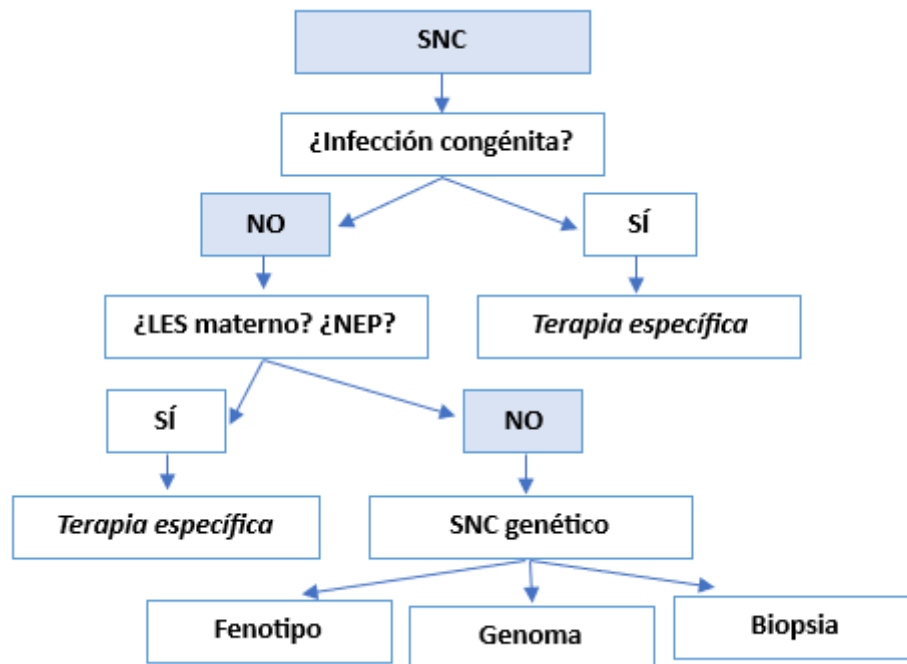 SNC
¿Infección congénita?
NO
SÍ
¿LES materno? ¿NEP?
Terapia específica
SÍ
NO
Terapia específica
SNC genético
Fenotipo
Genoma
Biopsia